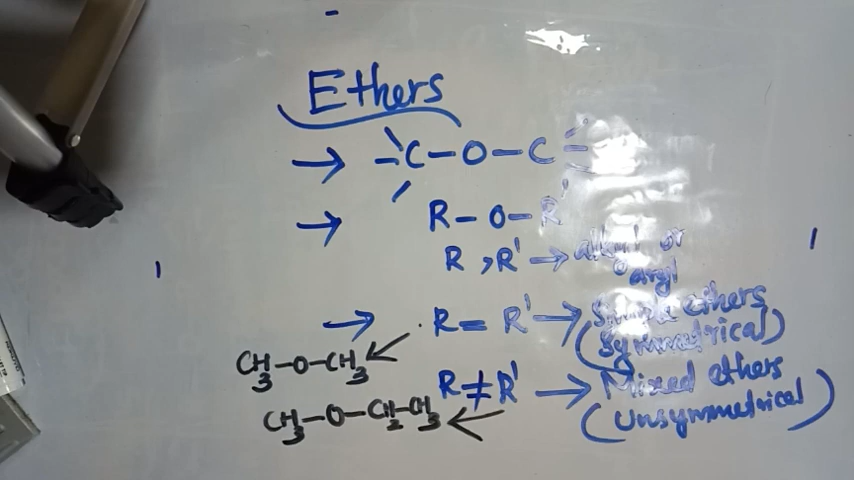 Ethers
→ -C-O-C-
→ R-O-R'
R, R' → alkyl or
aryl
→ R = R' → Simple ethers
(Symmetrical)
CH3-O-CH3
R ≠ R' → Mixed ethers
(Unsymmetrical)
CH3-O-CH2-CH3